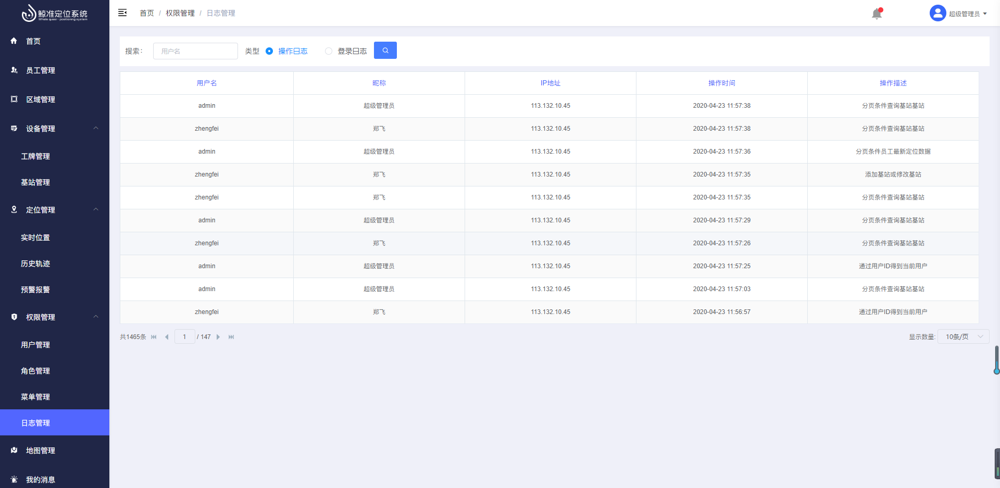 鲸准定位系统
Whale quasi - positioning system
首页
员工管理
区域管理
设备管理
工牌管理
基站管理
定位管理
实时位置
历史轨迹
预警报警
权限管理
用户管理
角色管理
菜单管理
日志管理
地图管理
我的消息
首页 / 权限管理 / 日志管理
超级管理员
搜索： 用户名 类型 操作日志 登录日志
用户名 昵称 IP地址 操作时间 操作描述
admin 超级管理员 113.132.10.45 2020-04-23 11:57:38 分页条件查询基站基站
zhengfei 郑飞 113.132.10.45 2020-04-23 11:57:38 分页条件查询基站基站
admin 超级管理员 113.132.10.45 2020-04-23 11:57:36 分页条件员工最新定位数据
zhengfei 郑飞 113.132.10.45 2020-04-23 11:57:35 添加基站或修改基站
zhengfei 郑飞 113.132.10.45 2020-04-23 11:57:35 分页条件查询基站基站
admin 超级管理员 113.132.10.45 2020-04-23 11:57:29 分页条件查询基站基站
zhengfei 郑飞 113.132.10.45 2020-04-23 11:57:26 分页条件查询基站基站
admin 超级管理员 113.132.10.45 2020-04-23 11:57:25 通过用户ID得到当前用户
admin 超级管理员 113.132.10.45 2020-04-23 11:57:03 分页条件查询基站基站
zhengfei 郑飞 113.132.10.45 2020-04-23 11:56:57 通过用户ID得到当前用户
共1465条 1 / 147 显示数量: 10条/页